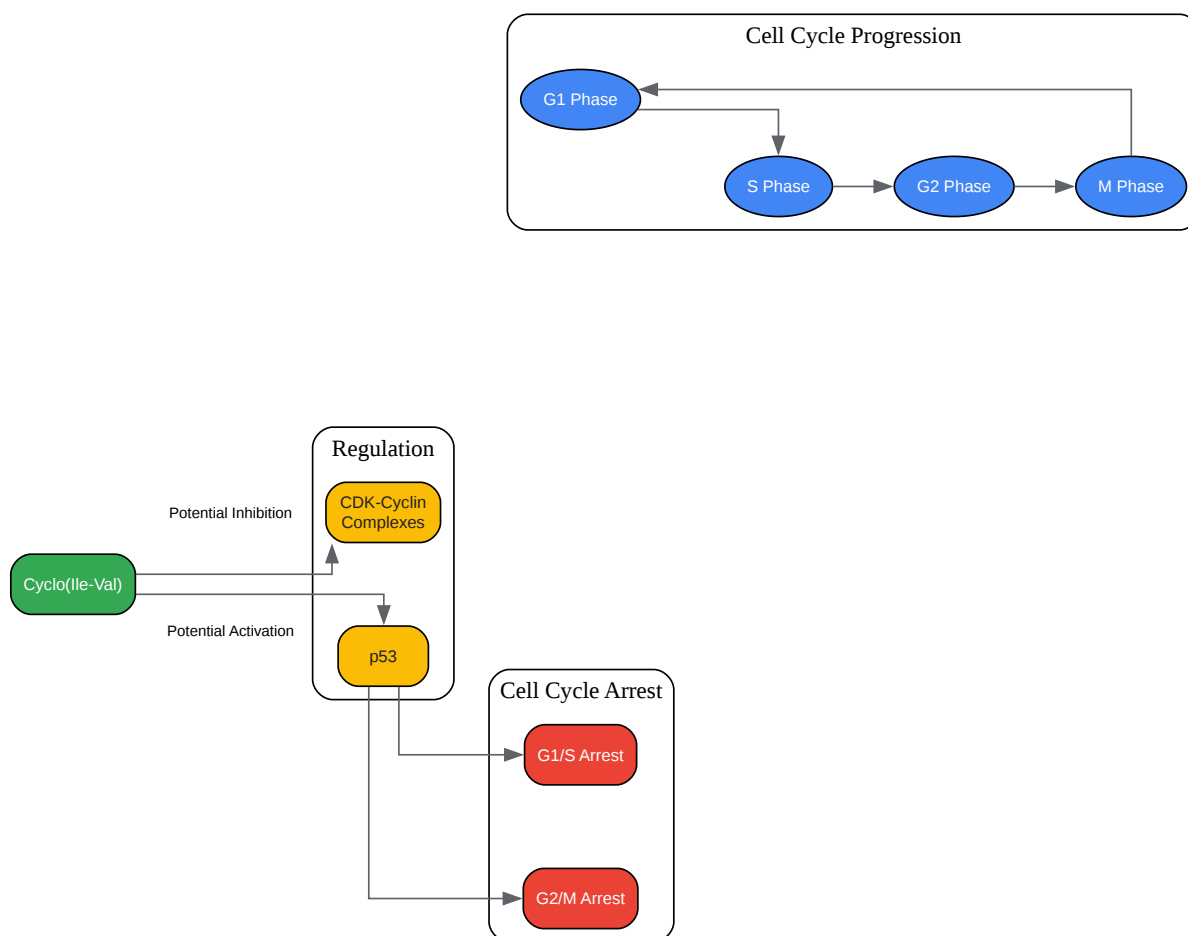 Cell Cycle Progression
G1 Phase
S Phase
G2 Phase
M Phase
Regulation
CDK-Cyclin
Complexes
Potential Inhibition
Cyclo(Ile-Val)
Potential Activation
p53
Cell Cycle Arrest
G1/S Arrest
G2/M Arrest